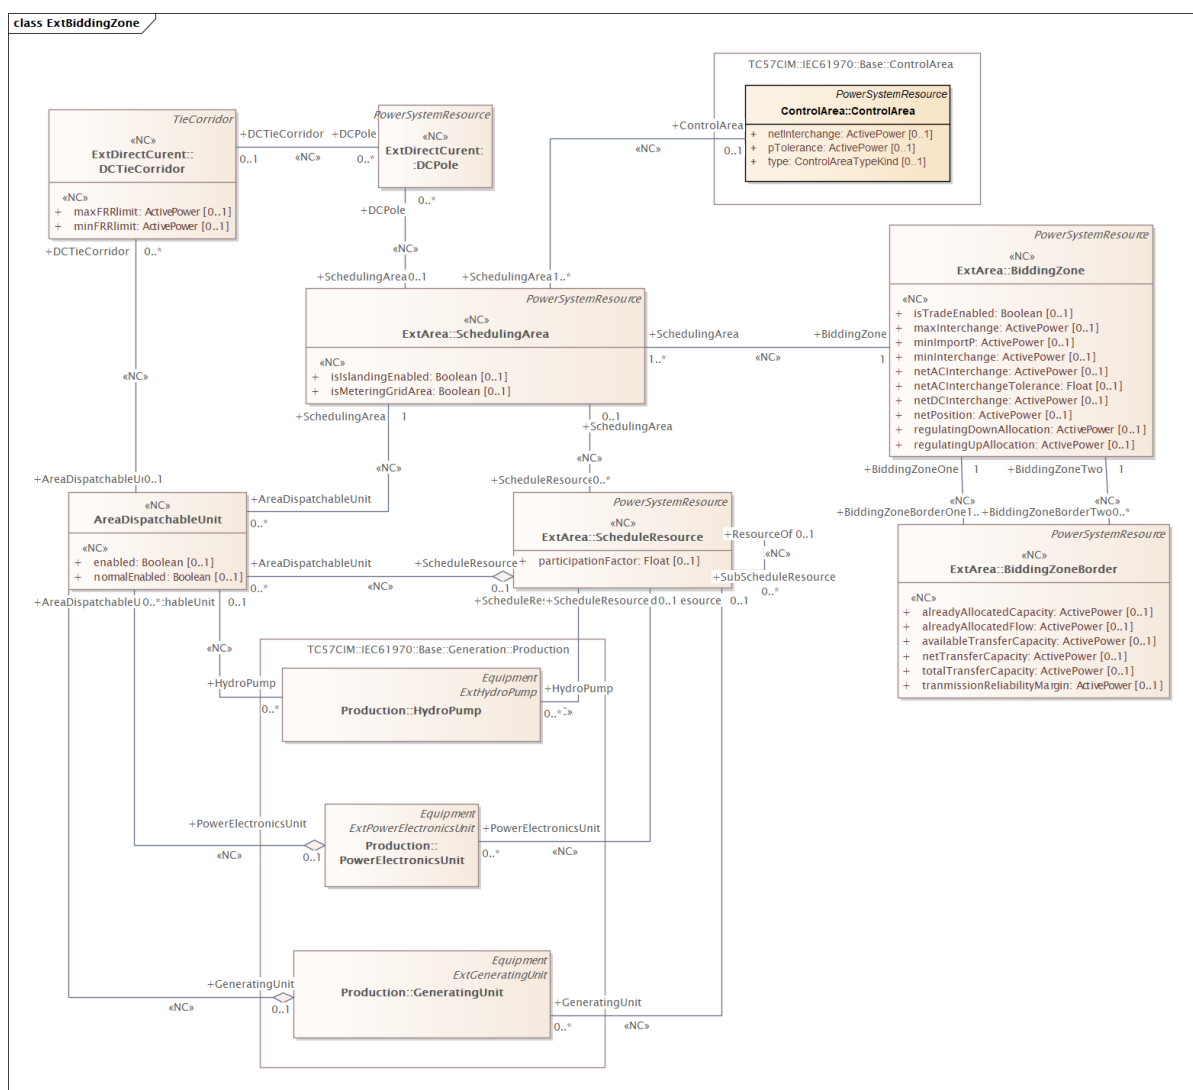 class ExtBiddingZone
TC57CIM::IEC61970::Base::ControlArea
PowerSystemResource
ControlArea::ControlArea
+ netInterchange: ActivePower [0..1]
+ pTolerance: ActivePower [0..1]
+ type: ControlAreaTypeKind [0..1]
+ControlArea
0..1
«NC»
TieCorridor
«NC»
ExtDirectCurent::
DCTieCorridor
«NC»
+ maxFRRlimit: ActivePower [0..1]
+ minFRRlimit: ActivePower [0..1]
+DCTieCorridor
+DCPole
0..1
«NC»
0..*
PowerSystemResource
«NC»
ExtDirectCurent:
:DCPole
0..*
+DCPole
«NC»
+DCTieCorridor
0..*
«NC»
+SchedulingArea
0..1
+SchedulingArea
1..*
PowerSystemResource
«NC»
ExtArea::SchedulingArea
«NC»
+ isIslandingEnabled: Boolean [0..1]
+ isMeteringGridArea: Boolean [0..1]
+SchedulingArea
+BiddingZone
1..*
«NC»
1
PowerSystemResource
«NC»
ExtArea::BiddingZone
«NC»
+ isTradeEnabled: Boolean [0..1]
+ maxInterchange: ActivePower [0..1]
+ minImportP: ActivePower [0..1]
+ minInterchange: ActivePower [0..1]
+ netACInterchange: ActivePower [0..1]
+ netACInterchangeTolerance: Float [0..1]
+ netDCInterchange: ActivePower [0..1]
+ netPosition: ActivePower [0..1]
+ regulatingDownAllocation: ActivePower [0..1]
+ regulatingUpAllocation: ActivePower [0..1]
+BiddingZoneOne
1
+BiddingZoneTwo
1
«NC»
«NC»
+BiddingZoneBorderOne1..
+BiddingZoneBorderTwo0..*
PowerSystemResource
«NC»
ExtArea::BiddingZoneBorder
«NC»
+ alreadyAllocatedCapacity: ActivePower [0..1]
+ alreadyAllocatedFlow: ActivePower [0..1]
+ availableTransferCapacity: ActivePower [0..1]
+ netTransferCapacity: ActivePower [0..1]
+ totalTransferCapacity: ActivePower [0..1]
+ tranmissionReliabilityMargin: ActivePower [0..1]
+SchedulingArea
1
0..1
+SchedulingArea
«NC»
«NC»
+AreaDispatchableUnit
0..*
+ScheduleResource
0..*
+AreaDispatchableU
0..1
«NC»
AreaDispatchableUnit
«NC»
+ enabled: Boolean [0..1]
+ normalEnabled: Boolean [0..1]
+AreaDispatchableUnit
+ScheduleResource
0..*
«NC»
0..1
PowerSystemResource
«NC»
ExtArea::ScheduleResource
+ participationFactor: Float [0..1]
+ResourceOf 0..1
«NC»
+SubScheduleResource
0..*
+AreaDispatchableU
0..*
chableUnit
0..1
«NC»
+ScheduleRe
+ScheduleResource
0..1
esource
0..1
TC57CIM::IEC61970::Base::Generation::Production
+HydroPump
0..*
Equipment
ExtHydroPump
Production::HydroPump
+HydroPump
0..*
+PowerElectronicsUnit
«NC»
0..1
Equipment
ExtPowerElectronicsUnit
Production::
PowerElectronicsUnit
+PowerElectronicsUnit
0..*
«NC»
+GeneratingUnit
«NC»
0..1
Equipment
ExtGeneratingUnit
Production::GeneratingUnit
+GeneratingUnit
0..*
«NC»